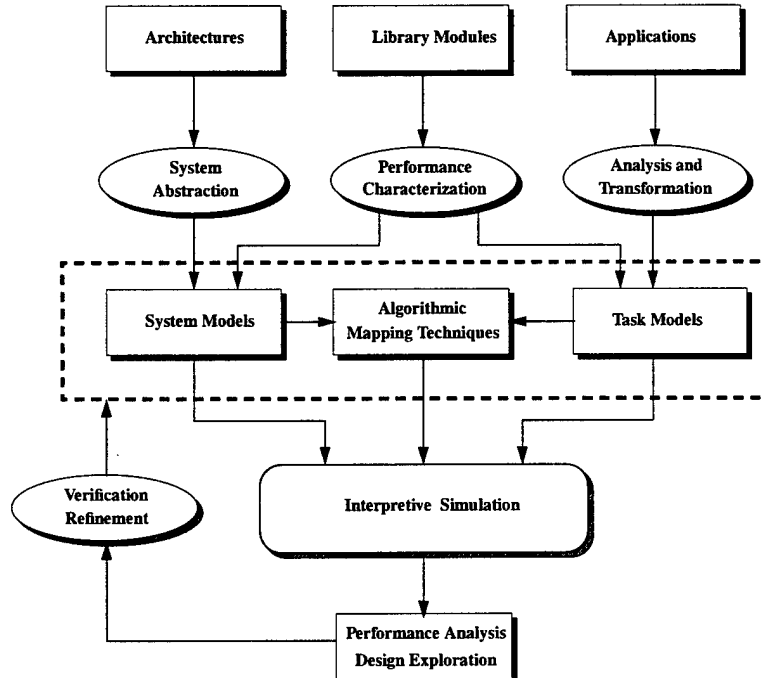 Architectures
Library Modules
Applications
System
Abstraction
Performance
Characterization
Analysis and
Transformation
System Models
Algorithmic
Mapping Techniques
Task Models
Verification
Refinement
Interpretive Simulation
Performance Analysis
Design Exploration